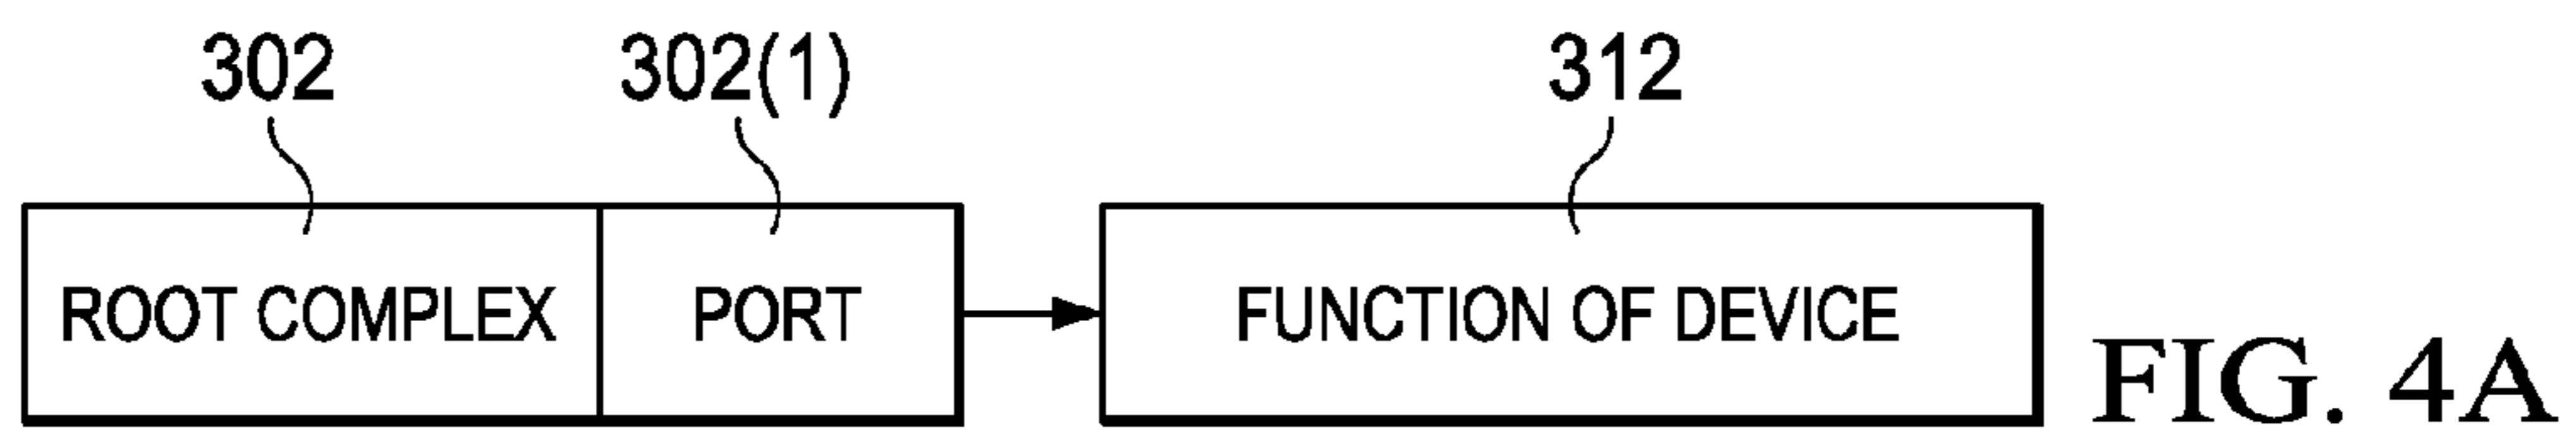 302 302(1) 312
ROOT COMPLEX PORT FUNCTION OF DEVICE
FIG. 4A